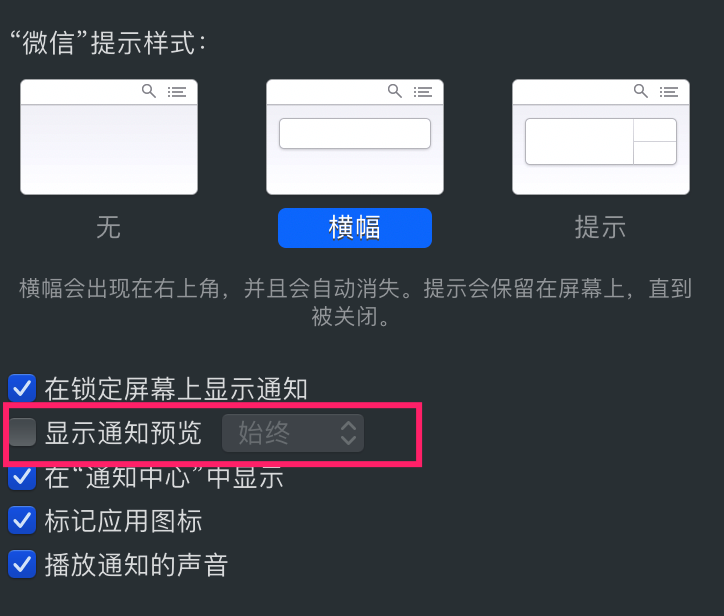 “微信”提示样式：
无
横幅
提示
横幅会出现在右上角，并且会自动消失。提示会保留在屏幕上，直到
被关闭。
在锁定屏幕上显示通知
显示通知预览 始终
在“通知中心”中显示
标记应用图标
播放通知的声音